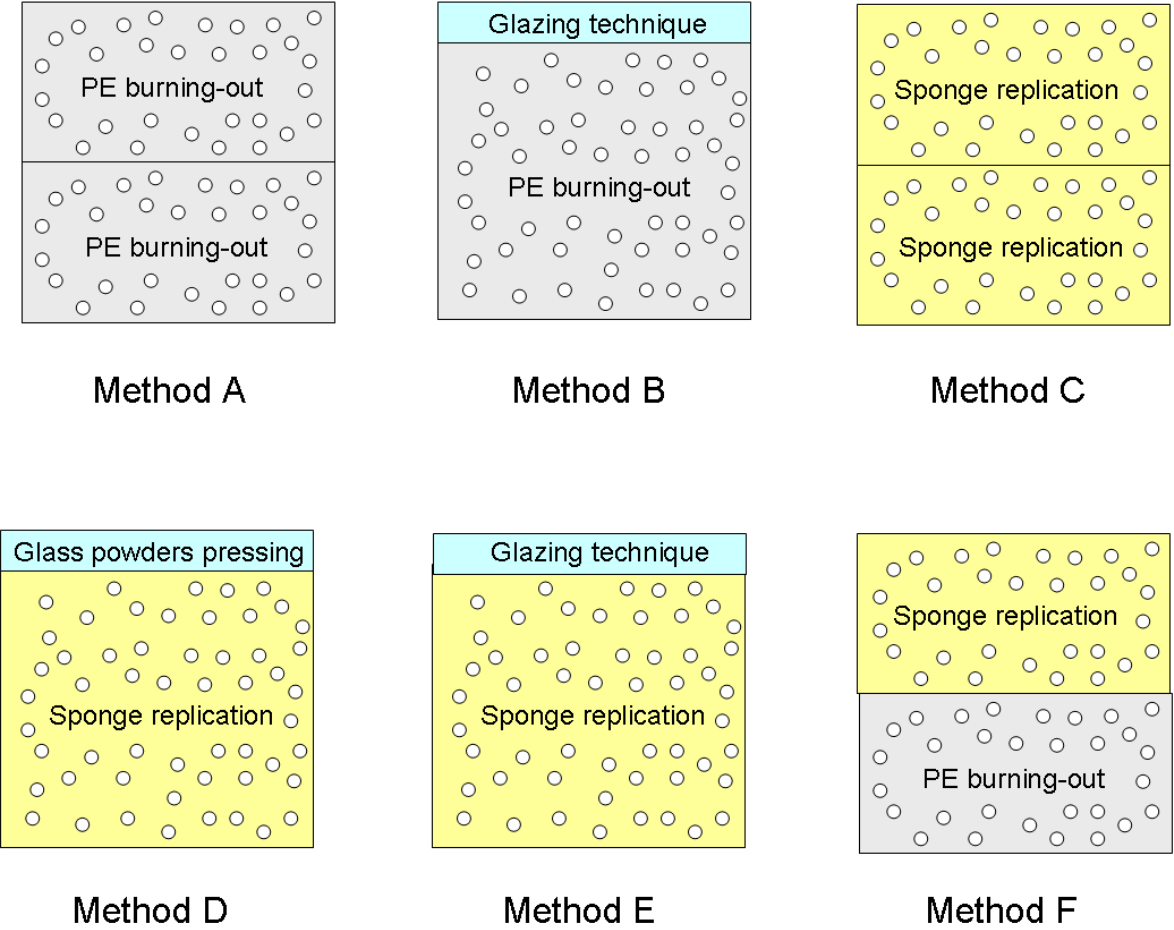 PE burning-out
PE burning-out
Method A
Glazing technique
PE burning-out
Method B
Sponge replication
Sponge replication
Method C
Glass powders pressing
Sponge replication
Method D
Glazing technique
Sponge replication
Method E
Sponge replication
PE burning-out
Method F